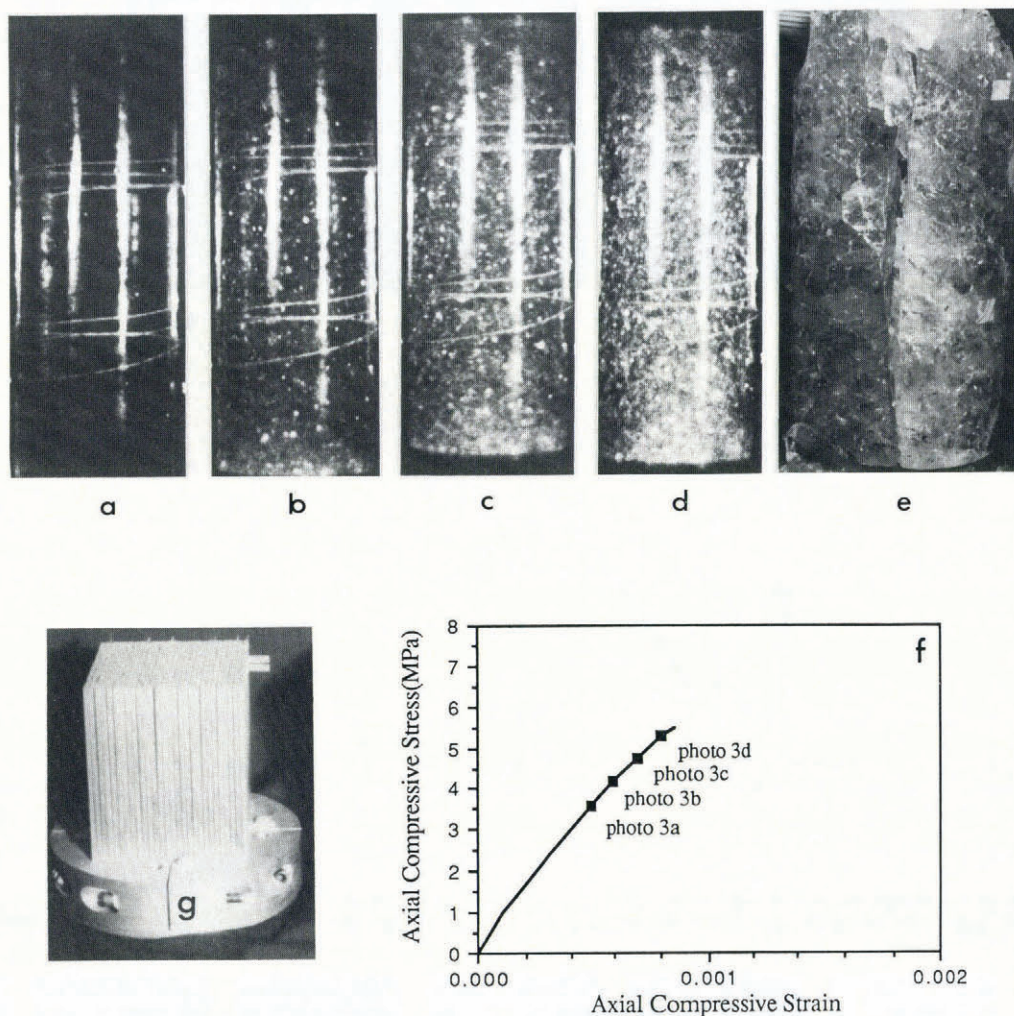 a
b
c
d
e
g
f
8
7
6
5
4
3
2
1
0
Axial Compressive Stress(MPa)
photo 3d
photo 3c
photo 3b
photo 3a
0.000
0.001
0.002
Axial Compressive Strain